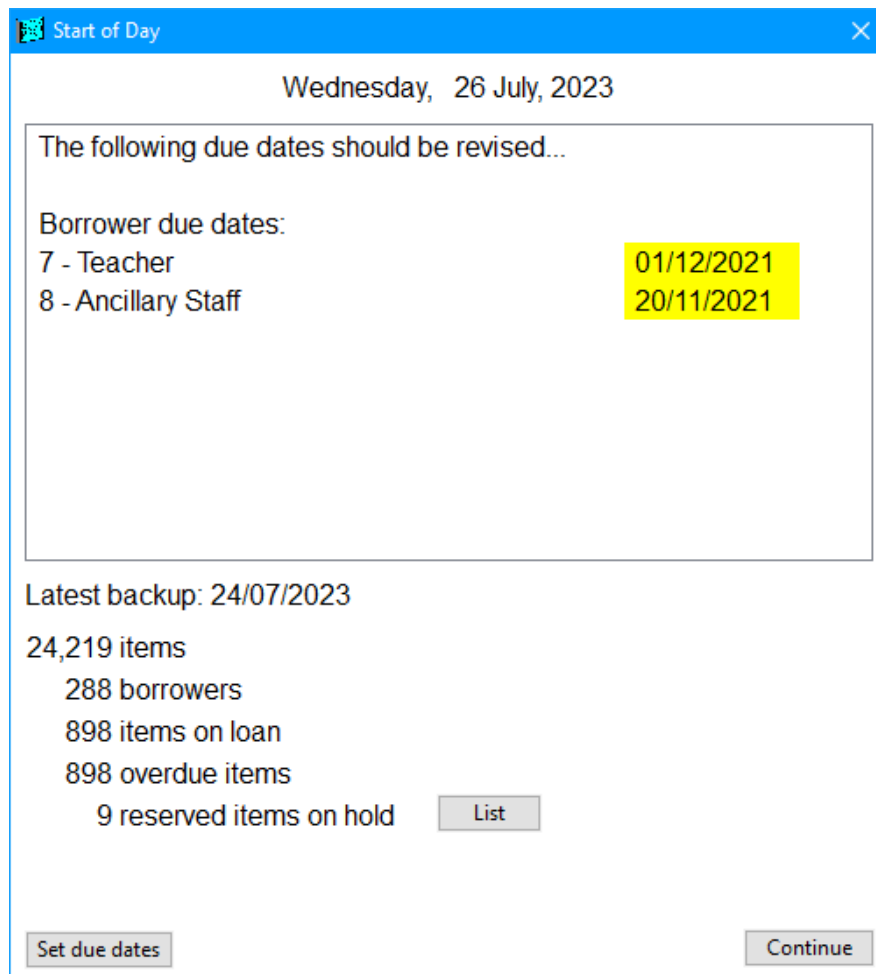 Start of Day
Wednesday, 26 July, 2023
The following due dates should be revised...
Borrower due dates:
7 - Teacher 01/12/2021
8 - Ancillary Staff 20/11/2021
Latest backup: 24/07/2023
24,219 items
288 borrowers
898 items on loan
898 overdue items
9 reserved items on hold List
Set due dates Continue